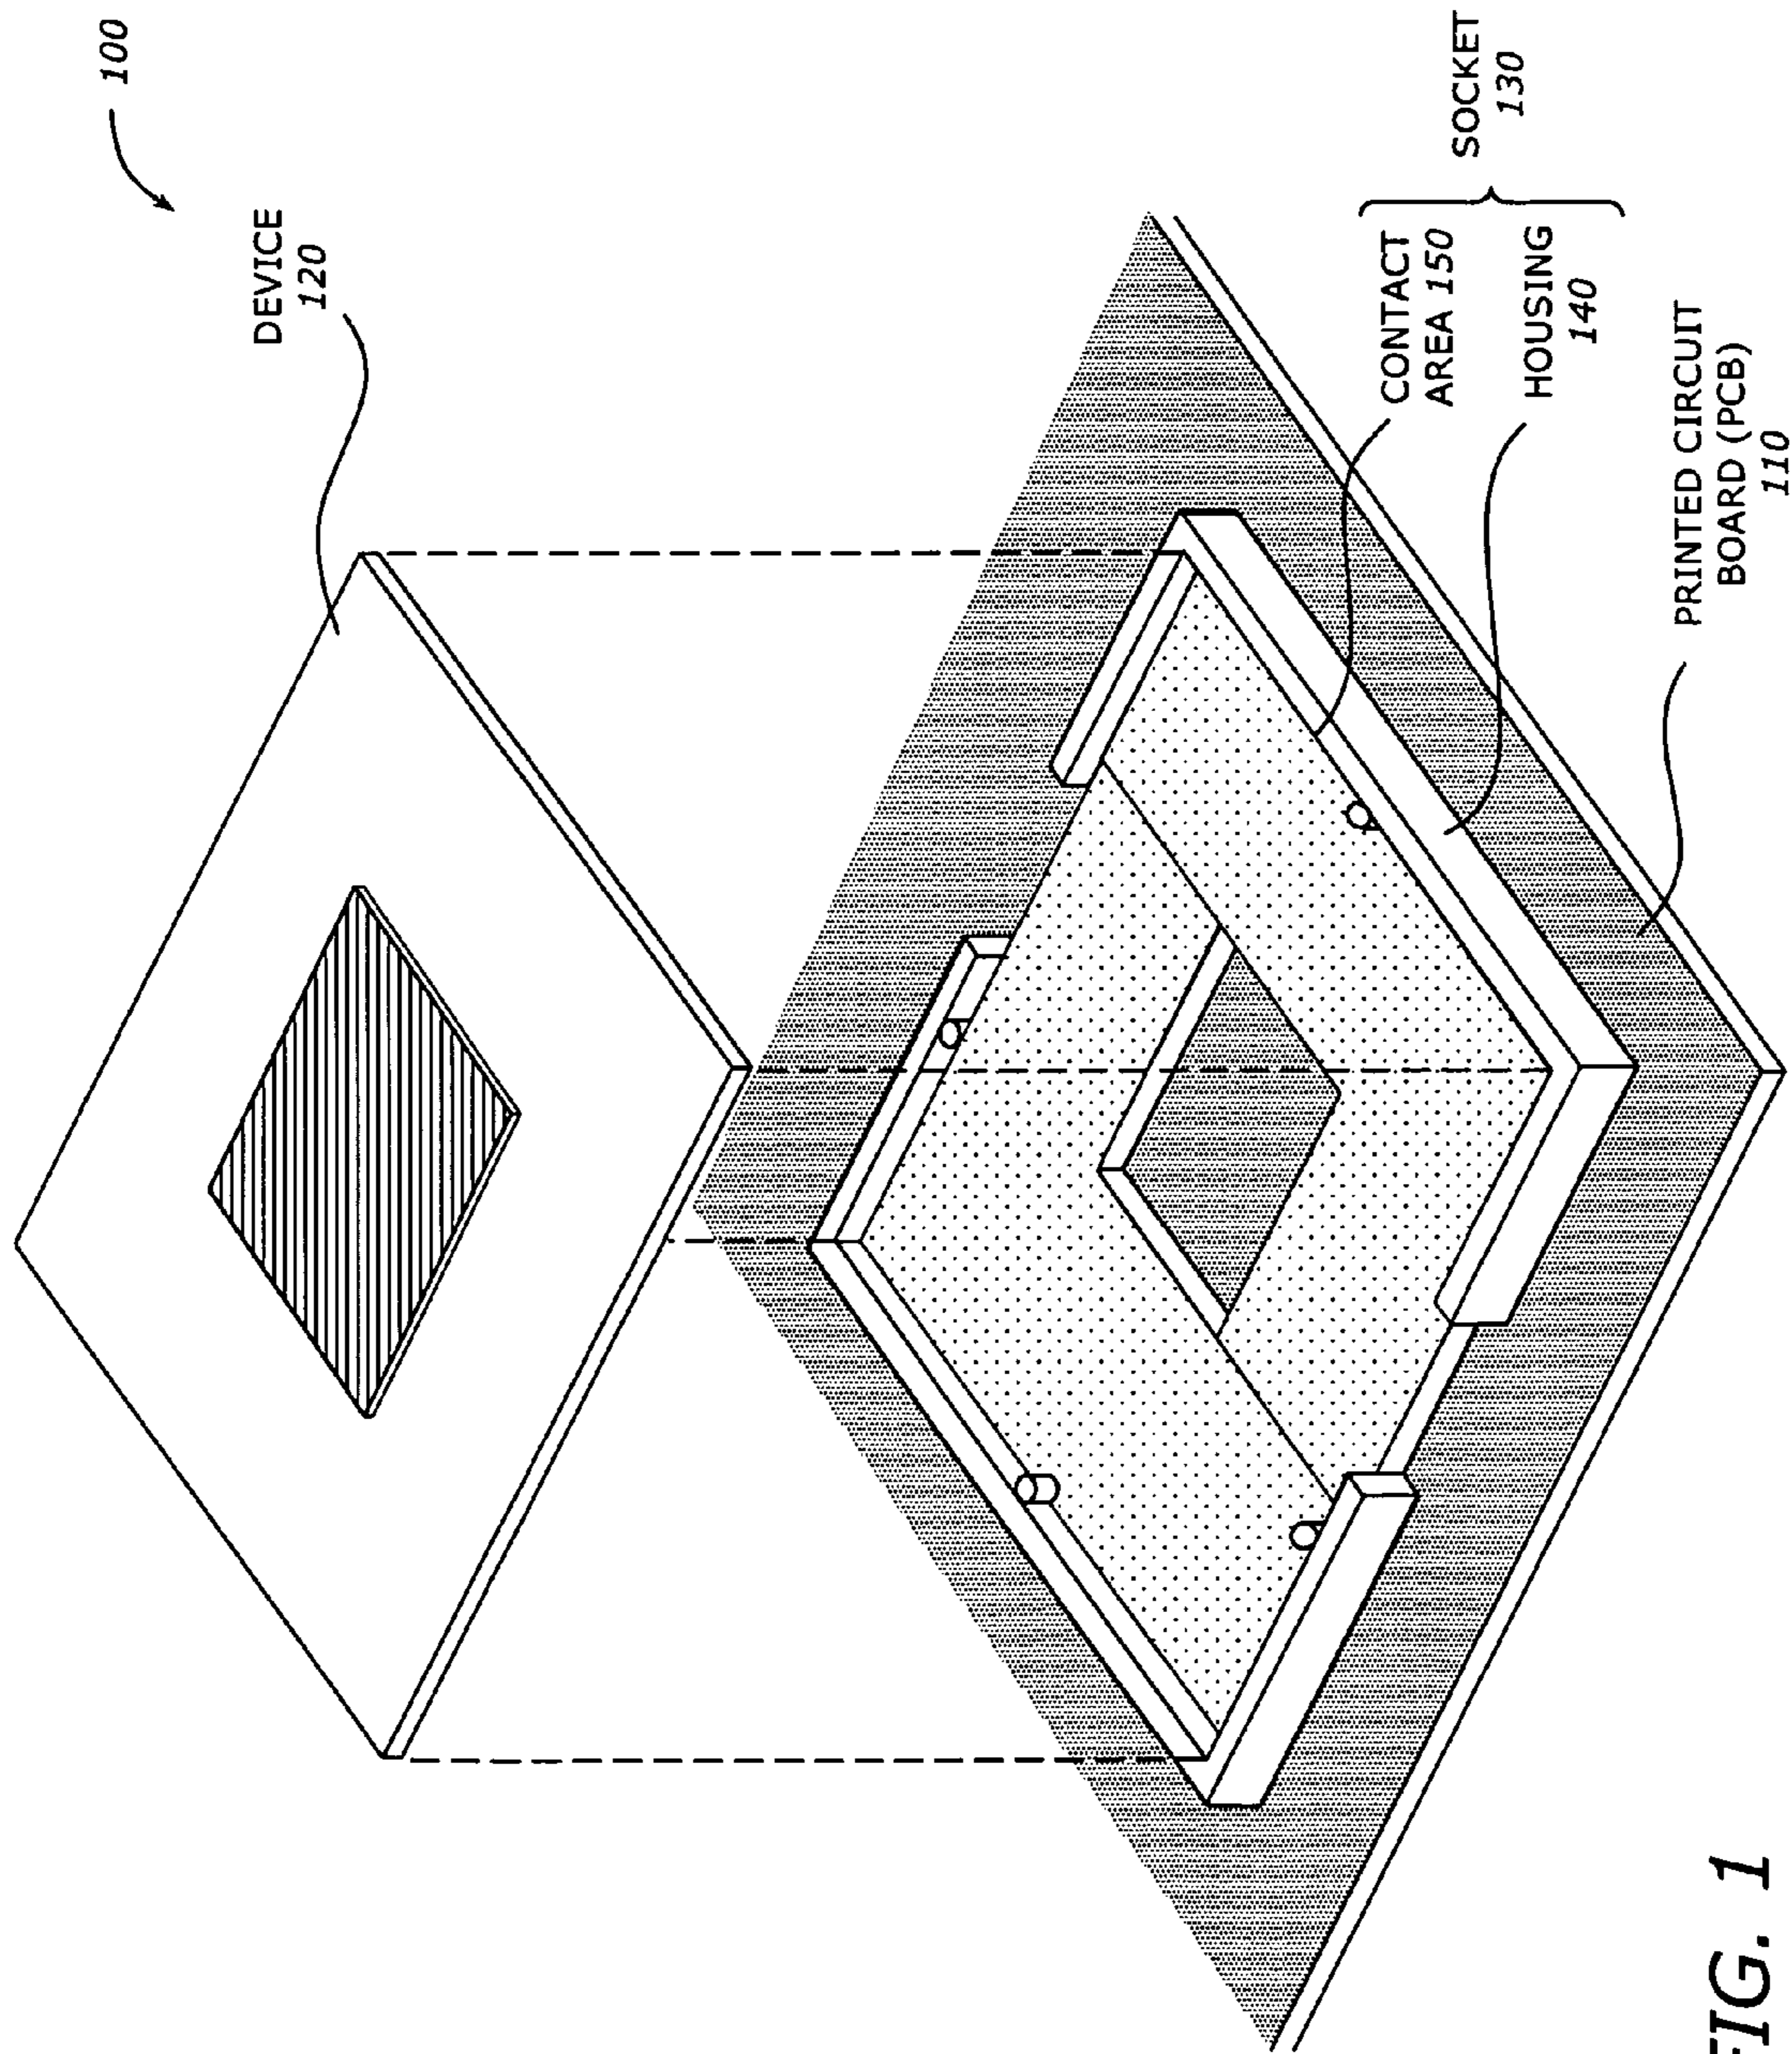 100
DEVICE
120
SOCKET
130
CONTACT
AREA 150
HOUSING
140
PRINTED CIRCUIT
BOARD (PCB)
110
FIG. 1